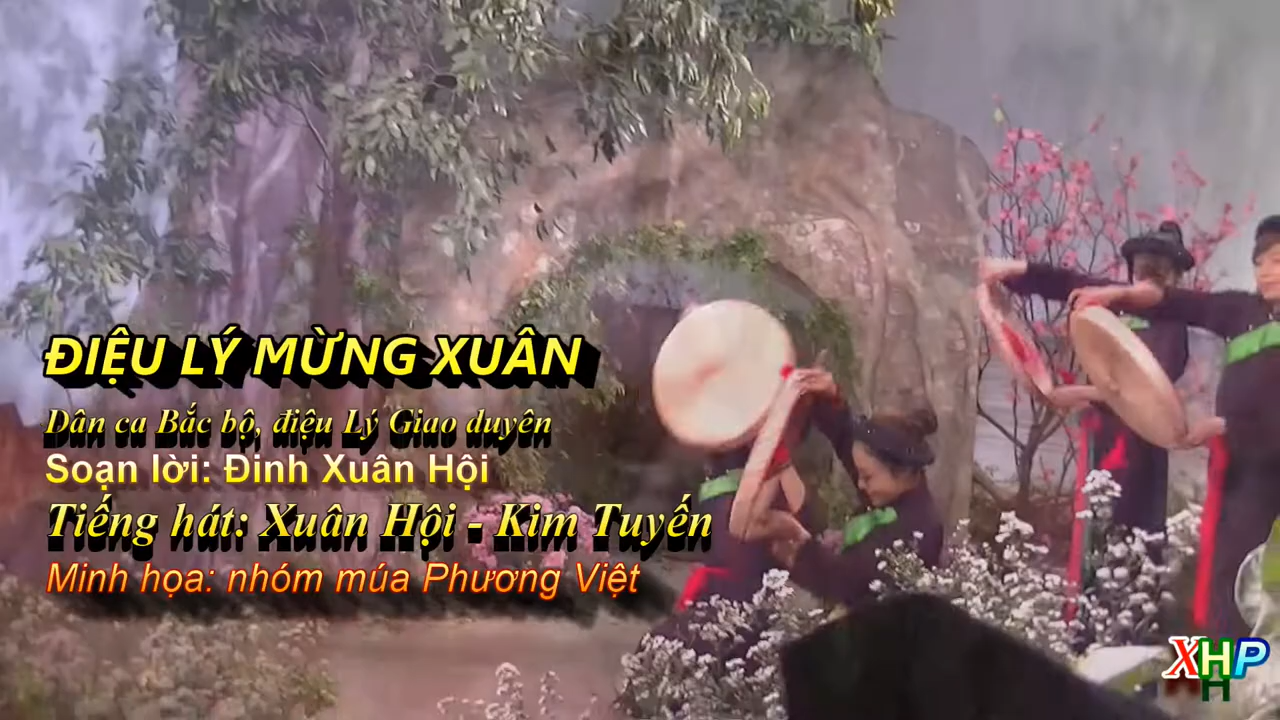 ĐIỆU LÝ MỪNG XUÂN
Dân ca Bắc bộ, điệu Lý Giao duyên
Soạn lời: Đinh Xuân Hội
Tiếng hát: Xuân Hội - Kim Tuyến
Minh họa: nhóm múa Phương Việt
XHP
H